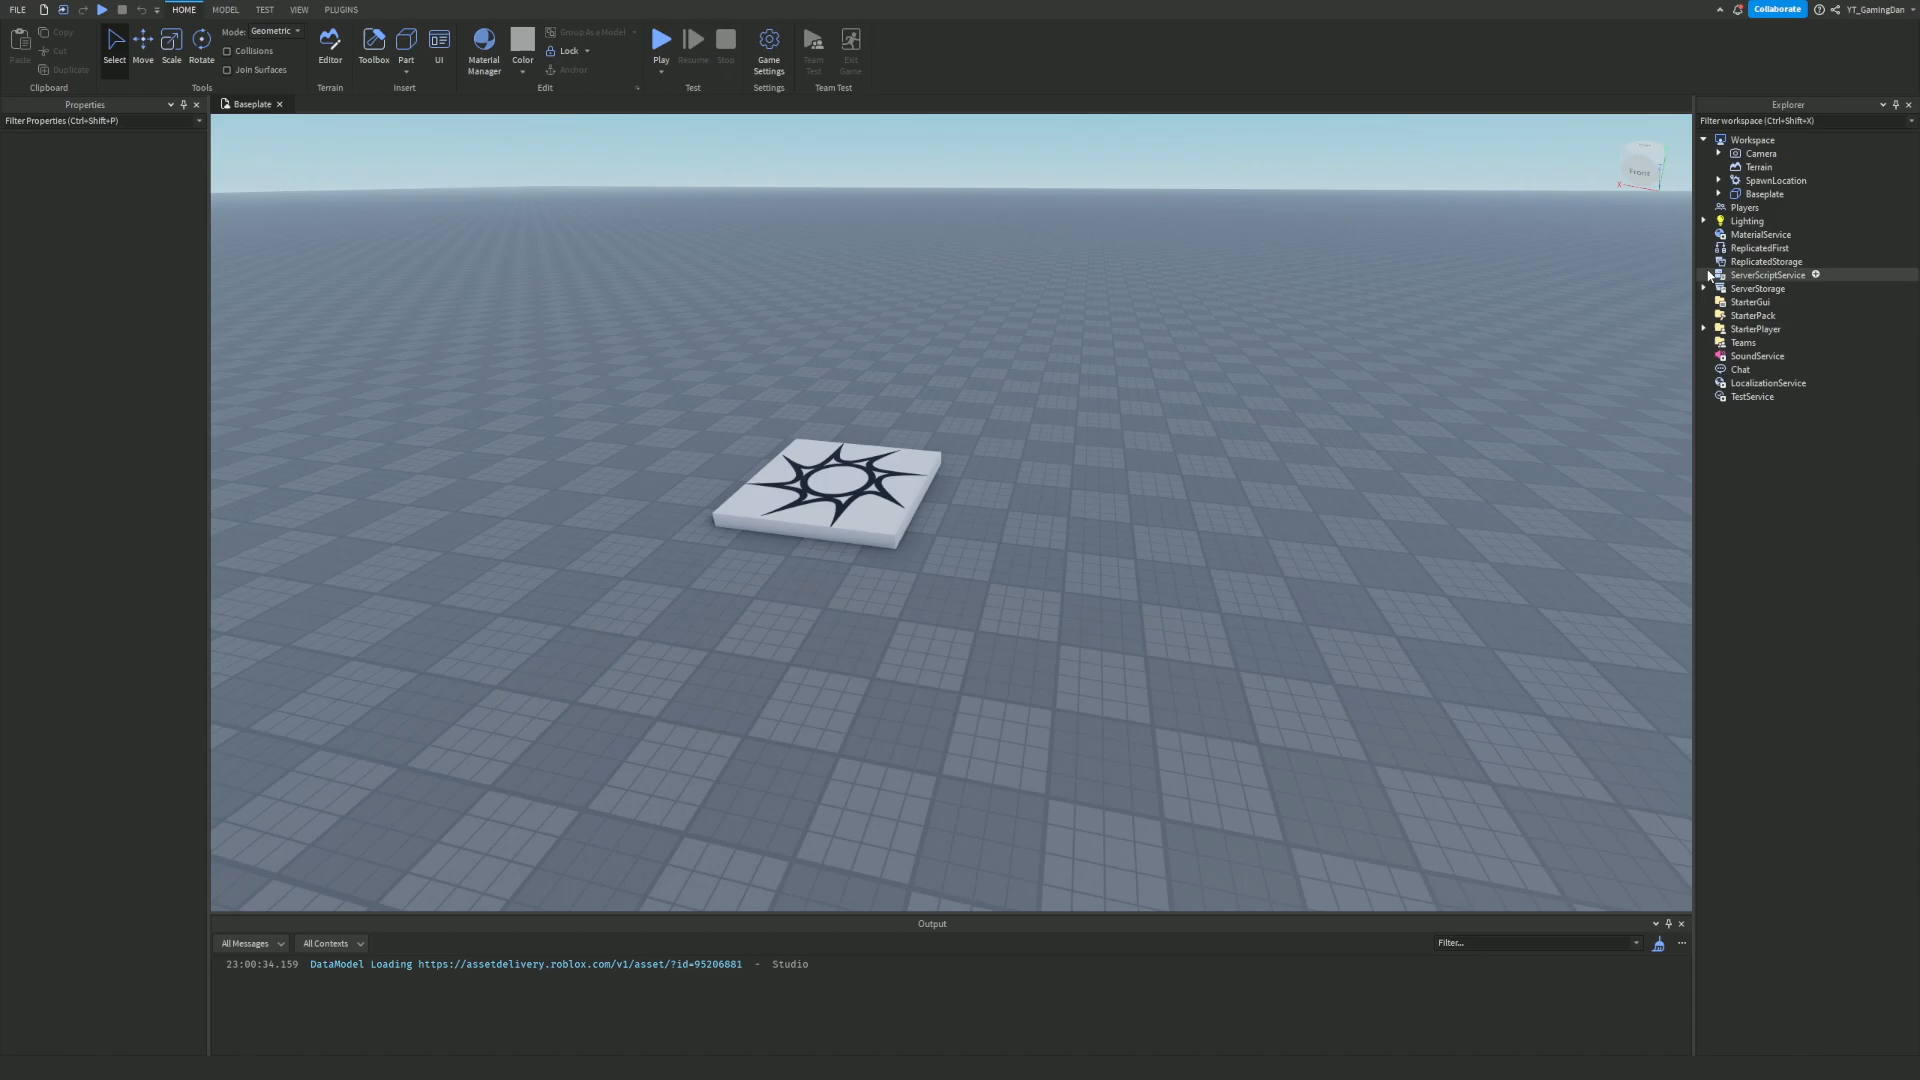 FILE HOME MODEL TEST VIEW PLUGINS Collaborate YT_GamingDan
Paste Copy Cut Duplicate Clipboard
Select Move Scale Rotate Mode: Geometric Collisions Join Surfaces Tools
Editor Terrain
Toolbox Part UI Insert
Material Manager Color Group As a Model Lock Anchor Edit
Play Resume Stop Test
Game Settings Settings
Team Test Exit Game Team Test
Properties
Filter Properties (Ctrl+Shift+P)
Baseplate
Front
X
Explorer
Filter workspace (Ctrl+Shift+X)
Workspace
Camera
Terrain
SpawnLocation
Baseplate
Players
Lighting
MaterialService
ReplicatedFirst
ReplicatedStorage
ServerScriptService
ServerStorage
StarterGui
StarterPack
StarterPlayer
Teams
SoundService
Chat
LocalizationService
TestService
Output
All Messages All Contexts Filter...
23:00:34.159 DataModel Loading https://assetdelivery.roblox.com/v1/asset/?id=95206881 - Studio